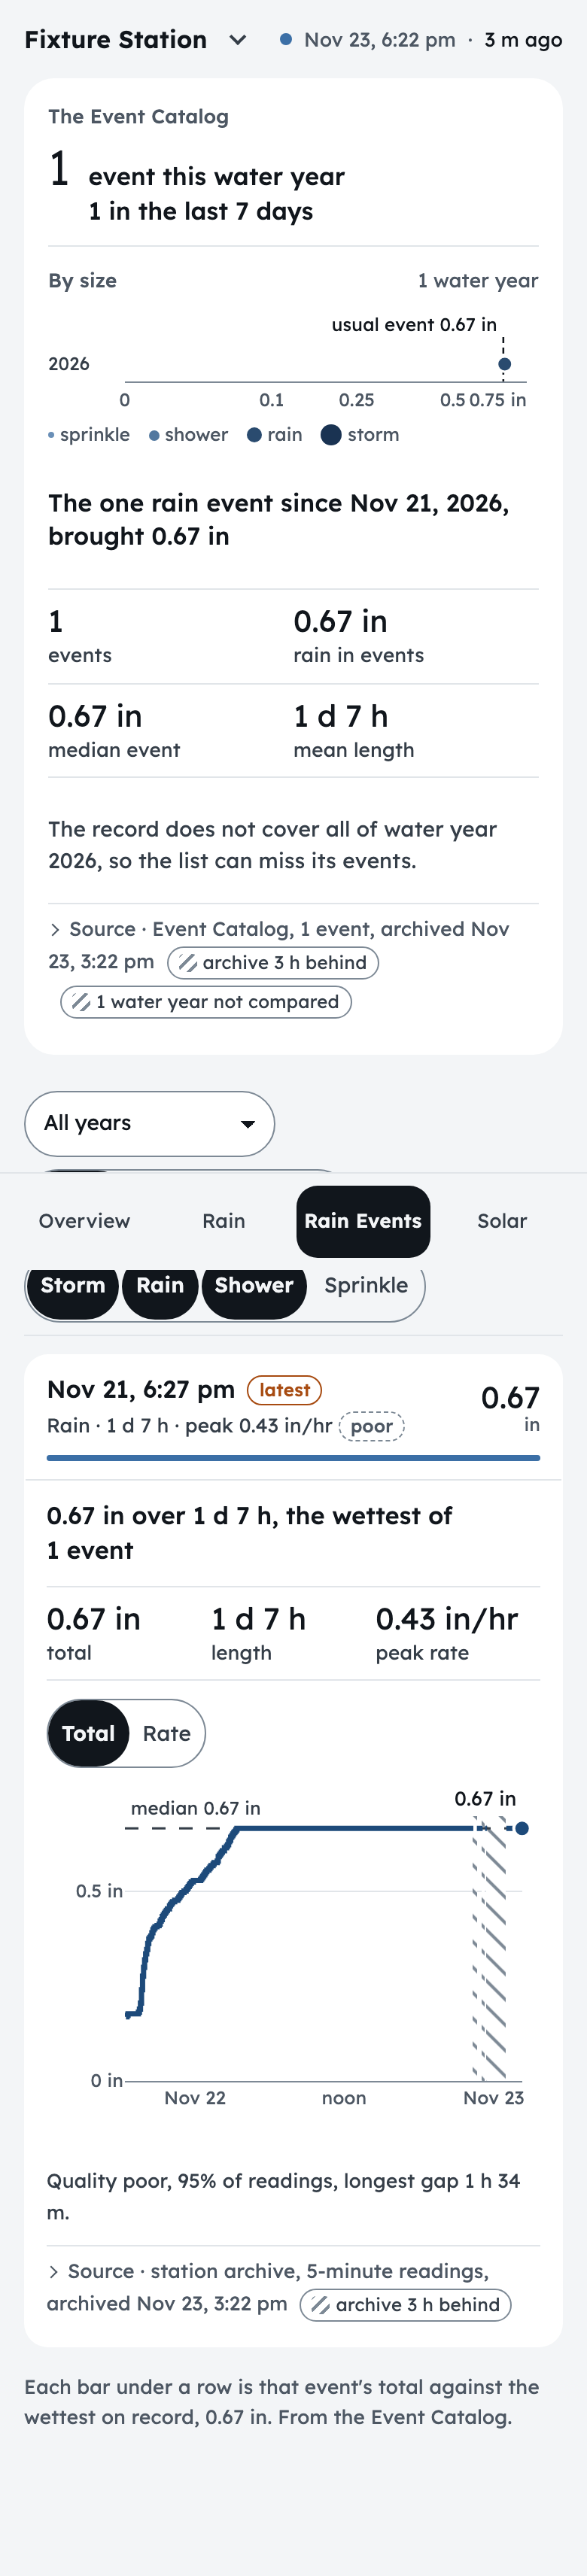 Fixture Station
Nov 23, 6:22 pm · 3 m ago
The Event Catalog
1 event this water year
1 in the last 7 days
By size
1 water year
usual event 0.67 in
2026
0 0.1 0.25 0.5 0.75 in
sprinkle shower rain storm
The one rain event since Nov 21, 2026,
brought 0.67 in
1
events
0.67 in
rain in events
0.67 in
median event
1 d 7 h
mean length
The record does not cover all of water year
2026, so the list can miss its events.
Source · Event Catalog, 1 event, archived Nov
23, 3:22 pm archive 3 h behind
1 water year not compared
All years
Overview Rain Rain Events Solar
Storm Rain Shower Sprinkle
Nov 21, 6:27 pm latest
0.67
in
Rain · 1 d 7 h · peak 0.43 in/hr poor
0.67 in over 1 d 7 h, the wettest of
1 event
0.67 in
total
1 d 7 h
length
0.43 in/hr
peak rate
Total Rate
median 0.67 in
0.67 in
0.5 in
0 in
Nov 22 noon Nov 23
Quality poor, 95% of readings, longest gap 1 h 34
m.
Source · station archive, 5-minute readings,
archived Nov 23, 3:22 pm archive 3 h behind
Each bar under a row is that event's total against the
wettest on record, 0.67 in. From the Event Catalog.